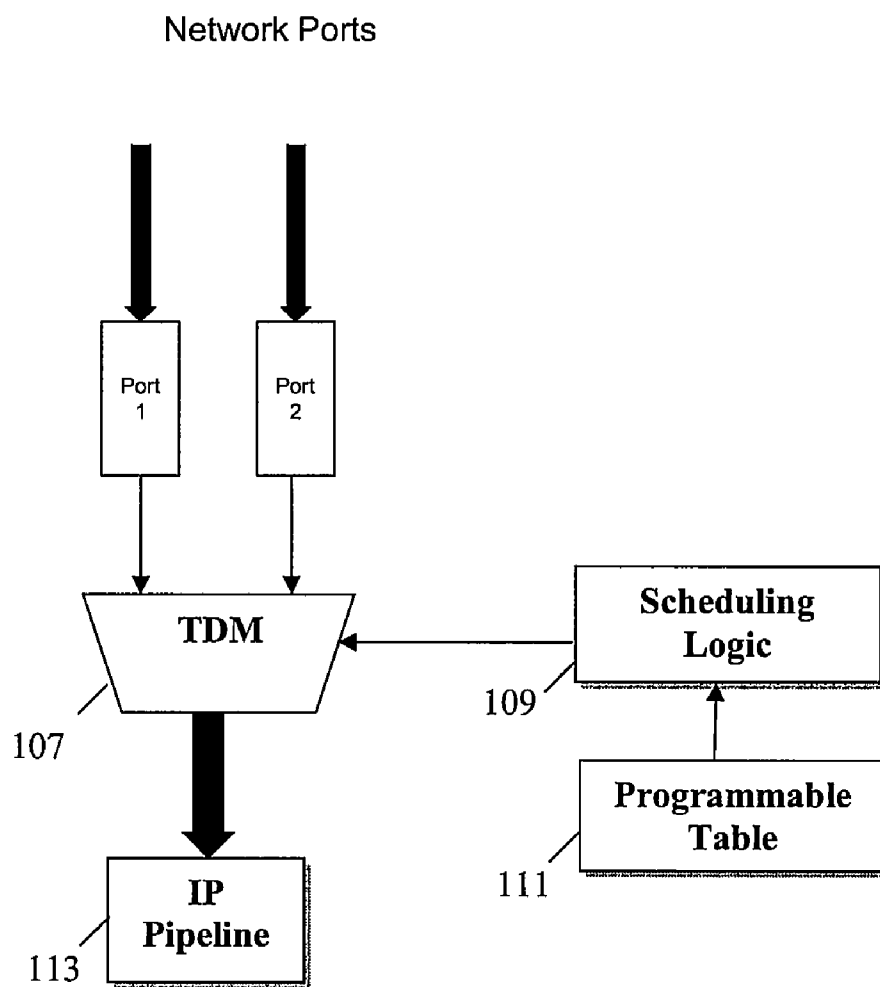 Network Ports
Port
1
Port
2
TDM
107
Scheduling
Logic
109
Programmable
Table
111
IP
Pipeline
113